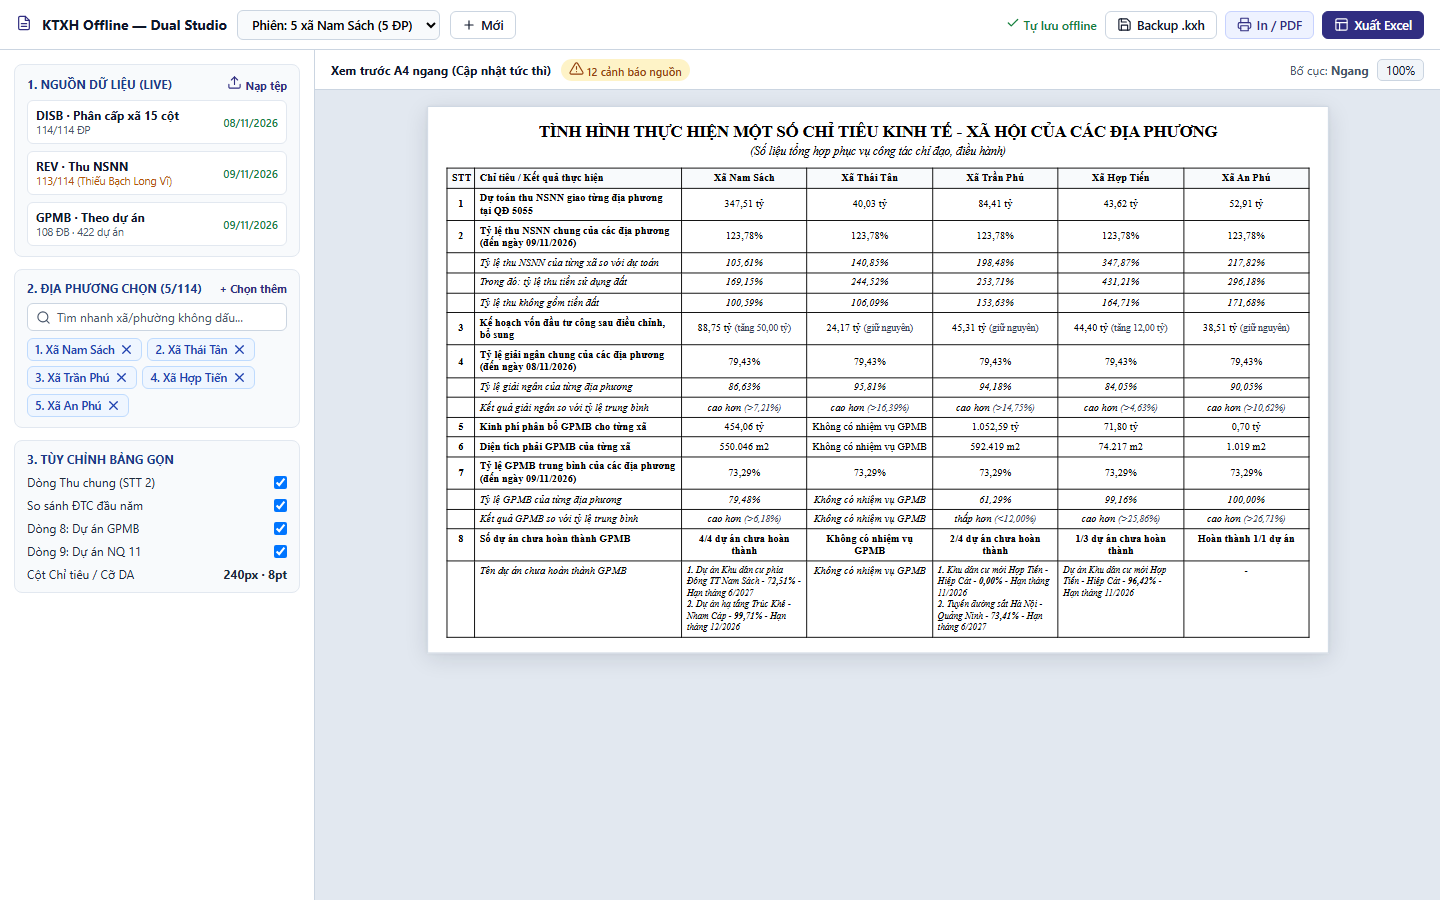 KTXH Offline — Dual Studio
Phiên: 5 xã Nam Sách (5 ĐP)
Mới
Tự lưu offline
Backup .kxh
In / PDF
Xuất Excel
1. NGUỒN DỮ LIỆU (LIVE)
Nạp tệp
DISB · Phân cấp xã 15 cột
114/114 ĐP
08/11/2026
REV · Thu NSNN
113/114 (Thiếu Bạch Long Vĩ)
09/11/2026
GPMB · Theo dự án
108 ĐB · 422 dự án
09/11/2026
2. ĐỊA PHƯƠNG CHỌN (5/114)
+ Chọn thêm
Tìm nhanh xã/phường không dấu...
1. Xã Nam Sách
2. Xã Thái Tân
3. Xã Trần Phú
4. Xã Hợp Tiến
5. Xã An Phú
3. TÙY CHỈNH BẢNG GỌN
Dòng Thu chung (STT 2)
So sánh ĐTC đầu năm
Dòng 8: Dự án GPMB
Dòng 9: Dự án NQ 11
Cột Chỉ tiêu / Cỡ DA 240px · 8pt
Xem trước A4 ngang (Cập nhật tức thì)
12 cảnh báo nguồn
Bố cục: Ngang
100%
TÌNH HÌNH THỰC HIỆN MỘT SỐ CHỈ TIÊU KINH TẾ - XÃ HỘI CỦA CÁC ĐỊA PHƯƠNG
(Số liệu tổng hợp phục vụ công tác chỉ đạo, điều hành)
STT Chỉ tiêu / Kết quả thực hiện Xã Nam Sách Xã Thái Tân Xã Trần Phú Xã Hợp Tiến Xã An Phú
1 Dự toán thu NSNN giao từng địa phương tại QĐ 5055 347,51 tỷ 40,03 tỷ 84,41 tỷ 43,62 tỷ 52,91 tỷ
2 Tỷ lệ thu NSNN chung của các địa phương (đến ngày 09/11/2026) 123,78% 123,78% 123,78% 123,78% 123,78%
Tỷ lệ thu NSNN của từng xã so với dự toán 105,61% 140,85% 198,48% 347,87% 217,82%
Trong đó: tỷ lệ thu tiền sử dụng đất 169,15% 244,52% 253,71% 431,21% 296,18%
Tỷ lệ thu không gồm tiền đất 100,59% 106,09% 153,63% 164,71% 171,68%
3 Kế hoạch vốn đầu tư công sau điều chỉnh, bổ sung 88,75 tỷ (tăng 50,00 tỷ) 24,17 tỷ (giữ nguyên) 45,31 tỷ (giữ nguyên) 44,40 tỷ (tăng 12,00 tỷ) 38,51 tỷ (giữ nguyên)
4 Tỷ lệ giải ngân chung của các địa phương (đến ngày 08/11/2026) 79,43% 79,43% 79,43% 79,43% 79,43%
Tỷ lệ giải ngân của từng địa phương 86,63% 95,81% 94,18% 84,05% 90,05%
Kết quả giải ngân so với tỷ lệ trung bình cao hơn (>7,21%) cao hơn (>16,39%) cao hơn (>14,75%) cao hơn (>4,63%) cao hơn (>10,62%)
5 Kinh phí phân bổ GPMB cho từng xã 454,06 tỷ Không có nhiệm vụ GPMB 1.052,59 tỷ 71,80 tỷ 0,70 tỷ
6 Diện tích phải GPMB của từng xã 550.046 m2 Không có nhiệm vụ GPMB 592.419 m2 74.217 m2 1.019 m2
7 Tỷ lệ GPMB trung bình của các địa phương (đến ngày 09/11/2026) 73,29% 73,29% 73,29% 73,29% 73,29%
Tỷ lệ GPMB của từng địa phương 79,48% Không có nhiệm vụ GPMB 61,29% 99,16% 100,00%
Kết quả GPMB so với tỷ lệ trung bình cao hơn (>6,18%) Không có nhiệm vụ GPMB thấp hơn (<12,00%) cao hơn (>25,86%) cao hơn (>26,71%)
8 Số dự án chưa hoàn thành GPMB 4/4 dự án chưa hoàn thành Không có nhiệm vụ GPMB 2/4 dự án chưa hoàn thành 1/3 dự án chưa hoàn thành Hoàn thành 1/1 dự án
Tên dự án chưa hoàn thành GPMB
1. Dự án Khu dân cư phía Đông TT Nam Sách - 72,51% - Hạn tháng 6/2027
2. Dự án hạ tầng Trúc Khê - Nham Cáp - 99,71% - Hạn tháng 12/2026
Không có nhiệm vụ GPMB
1. Khu dân cư mới Hợp Tiến - Hiệp Cát - 0,00% - Hạn tháng 11/2026
2. Tuyến đường sắt Hà Nội - Quảng Ninh - 73,41% - Hạn tháng 6/2027
Dự án Khu dân cư mới Hợp Tiến - Hiệp Cát - 96,43% - Hạn tháng 11/2026
-